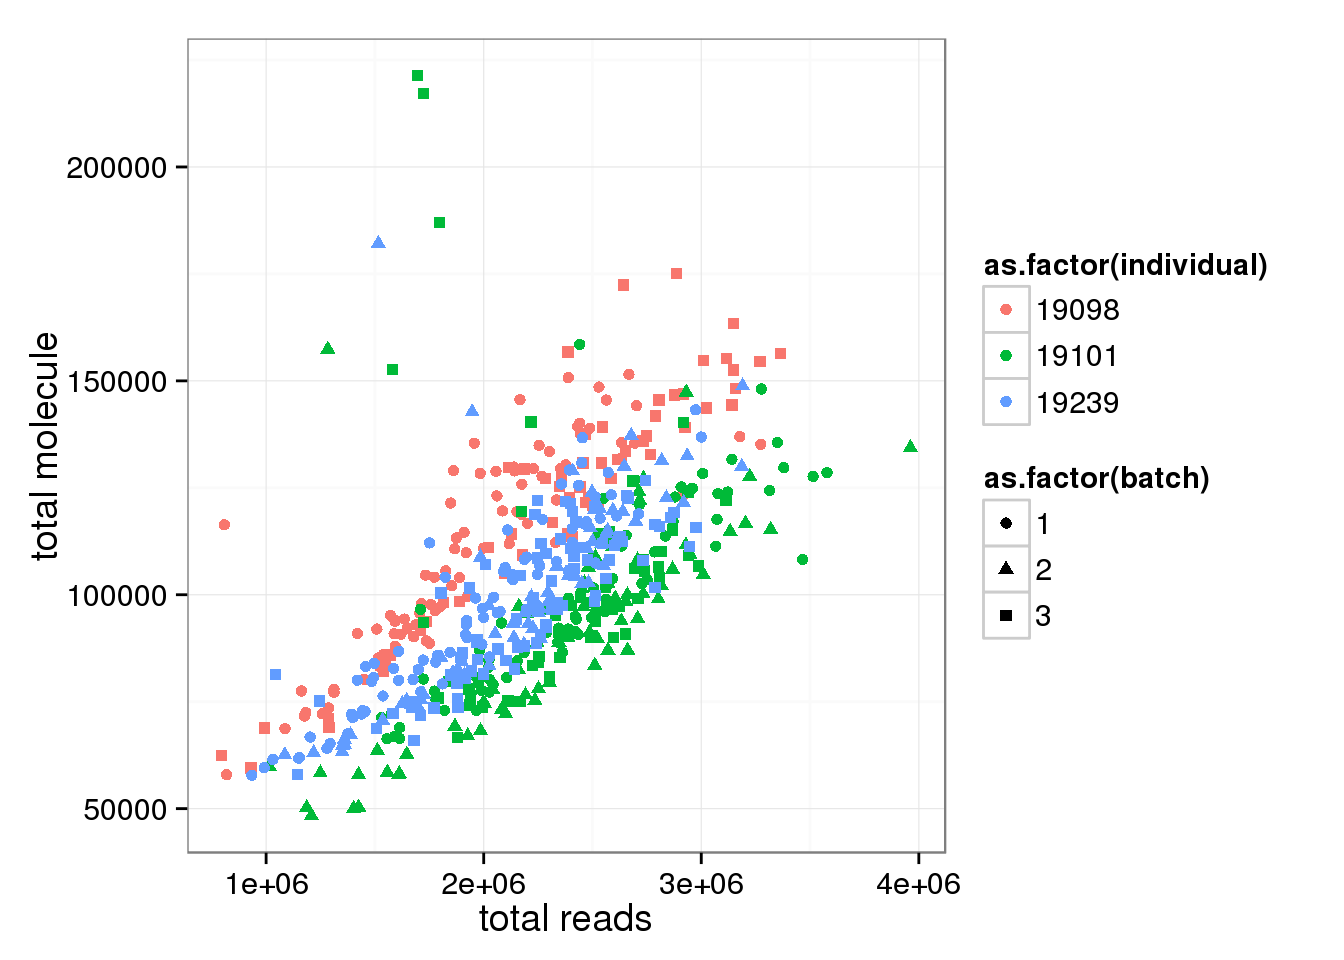 200000
150000
100000
50000
total molecule
1e+06
2e+06
3e+06
4e+06
total reads
as.factor(individual)
19098
19101
19239
as.factor(batch)
1
2
3